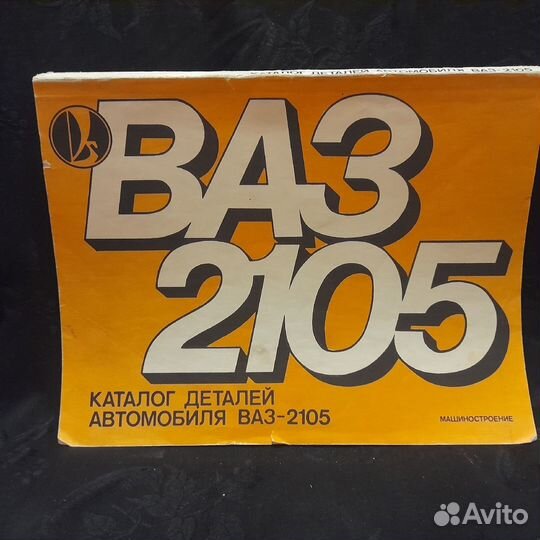 КАТАЛОГ ДЕТАЛЕЙ АВТОМОБИЛЯ ВАЗ-2105
ВАЗ
2105
КАТАЛОГ ДЕТАЛЕЙ
АВТОМОБИЛЯ ВАЗ-2105
МАШИНОСТРОЕНИЕ
Avito